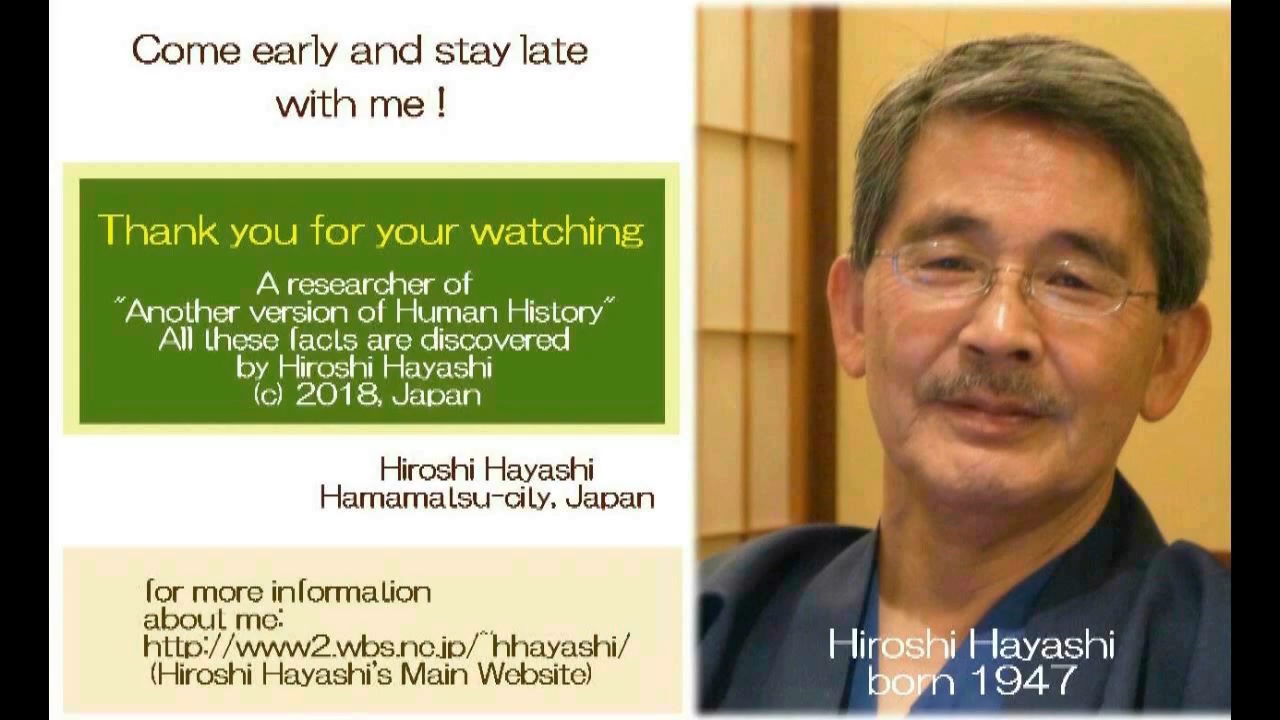 Come early and stay late
with me !
Thank you for your watching
A researcher of
"Another version of Human History"
All these facts are discovered
by Hiroshi Hayashi
(c) 2018, Japan
Hiroshi Hayashi
Hamamatsu-city, Japan
for more information
about me:
http://www2.wbs.ne.jp/~hhayashi/
(Hiroshi Hayashi's Main Website)
Hiroshi Hayashi
born 1947